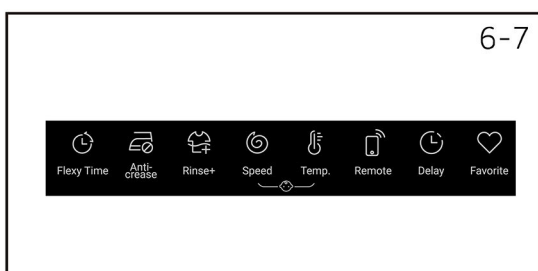 6-7
Flexy Time
Anti-
crease
Rinse+
Speed
Temp.
Remote
Delay
Favorite